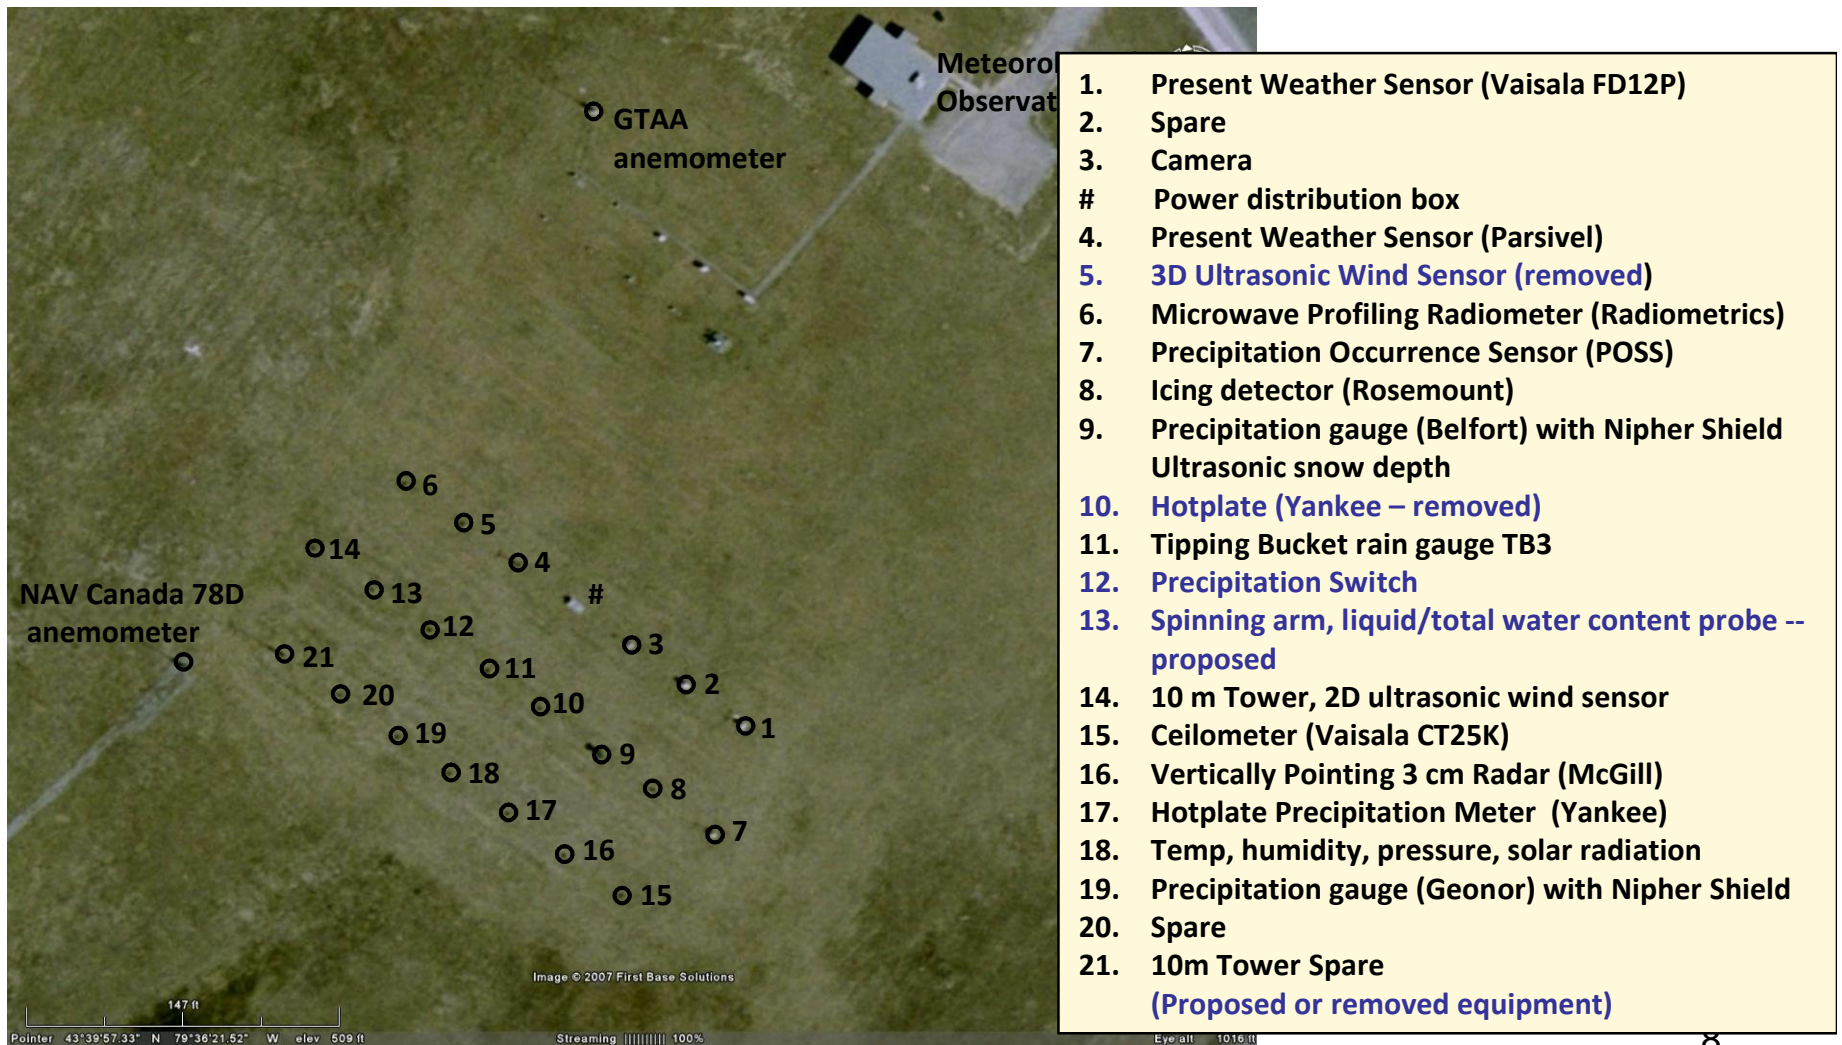 Meteorol
Observat
GTAA
anemometer
6
5
14
4
13
#
NAV Canada 78D
anemometer
12
3
21
11
2
20
10
1
19
9
18
8
17
7
16
15
Image © 2007 First Base Solutions
147 ft
Pointer 43°39'57.33" N 79°36'21.52" W elev 509 ft
Streaming |||||||||| 100%
Eye alt 1016 ft
1. Present Weather Sensor (Vaisala FD12P)
2. Spare
3. Camera
# Power distribution box
4. Present Weather Sensor (Parsivel)
5. 3D Ultrasonic Wind Sensor (removed)
6. Microwave Profiling Radiometer (Radiometrics)
7. Precipitation Occurrence Sensor (POSS)
8. Icing detector (Rosemount)
9. Precipitation gauge (Belfort) with Nipher Shield
Ultrasonic snow depth
10. Hotplate (Yankee – removed)
11. Tipping Bucket rain gauge TB3
12. Precipitation Switch
13. Spinning arm, liquid/total water content probe --
proposed
14. 10 m Tower, 2D ultrasonic wind sensor
15. Ceilometer (Vaisala CT25K)
16. Vertically Pointing 3 cm Radar (McGill)
17. Hotplate Precipitation Meter (Yankee)
18. Temp, humidity, pressure, solar radiation
19. Precipitation gauge (Geonor) with Nipher Shield
20. Spare
21. 10m Tower Spare
(Proposed or removed equipment)
8